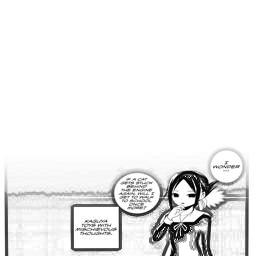 I
WONDER
...
IF A CAT
GETS STUCK
BEHIND
THE ENGINE
AGAIN, WILL I
GET TO WALK
TO SCHOOL
ONCE
MORE?
KAGUYA
TOYS WITH
MISCHIEVOUS
THOUGHTS.